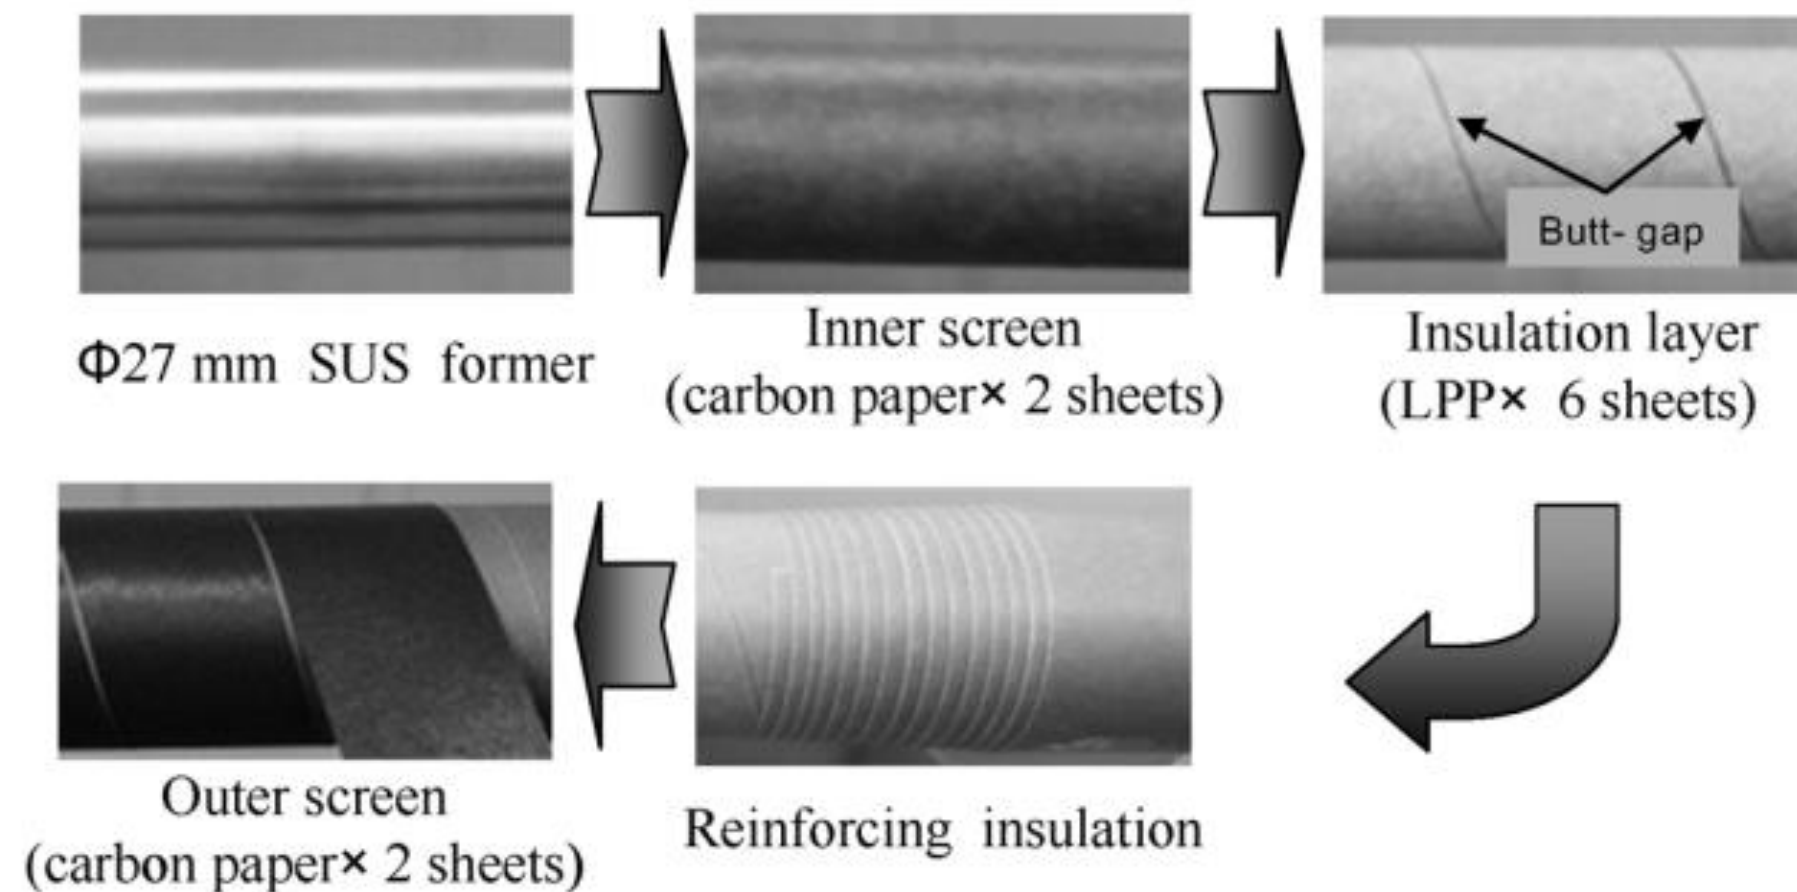 Butt- gap
Φ27 mm SUS former
Inner screen
(carbon paper× 2 sheets)
Insulation layer
(LPP× 6 sheets)
Outer screen
(carbon paper× 2 sheets)
Reinforcing insulation